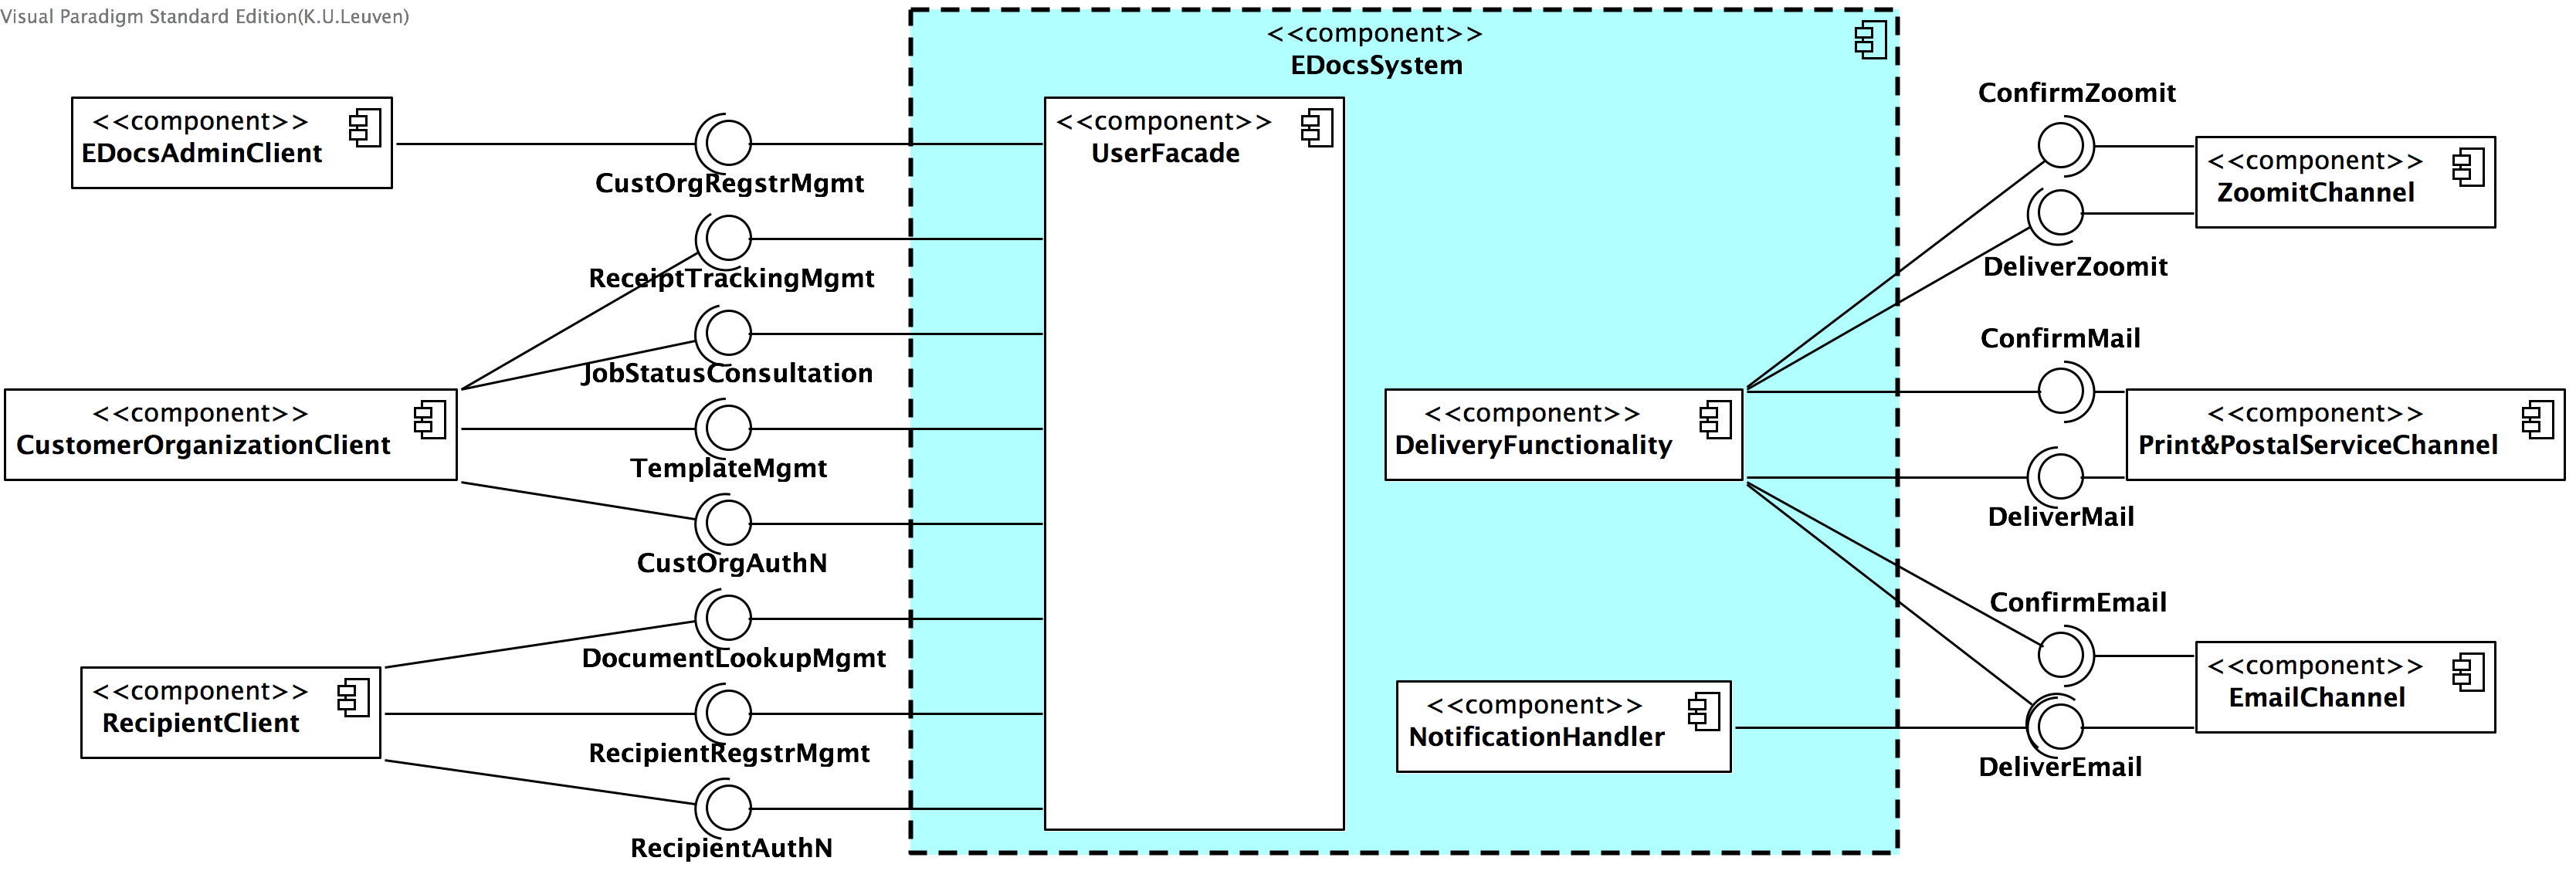 Visual Paradigm Standard Edition(K.U.Leuven)
<<component>>
EDocsSystem
<<component>>
EDocsAdminClient
CustOrgRegstrMgmt
<<component>>
UserFacade
ConfirmZoomit
<<component>>
ZoomitChannel
DeliverZoomit
ReceiptTrackingMgmt
JobStatusConsultation
ConfirmMail
<<component>>
CustomerOrganizationClient
TemplateMgmt
CustOrgAuthN
<<component>>
DeliveryFunctionality
<<component>>
Print&PostalServiceChannel
DeliverMail
DocumentLookupMgmt
ConfirmEmail
<<component>>
RecipientClient
RecipientRegstrMgmt
RecipientAuthN
<<component>>
NotificationHandler
<<component>>
EmailChannel
DeliverEmail